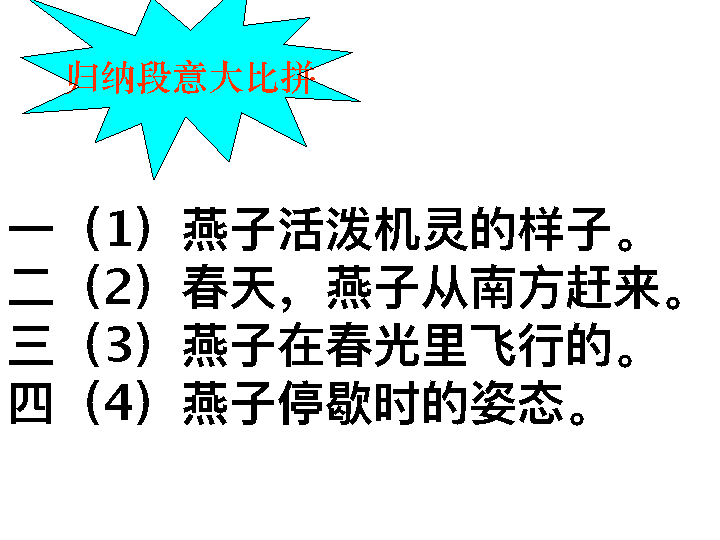 归纳段意大比拼
一（1）燕子活泼机灵的样子。
二（2）春天，燕子从南方赶来。
三（3）燕子在春光里飞行的。
四（4）燕子停歇时的姿态。